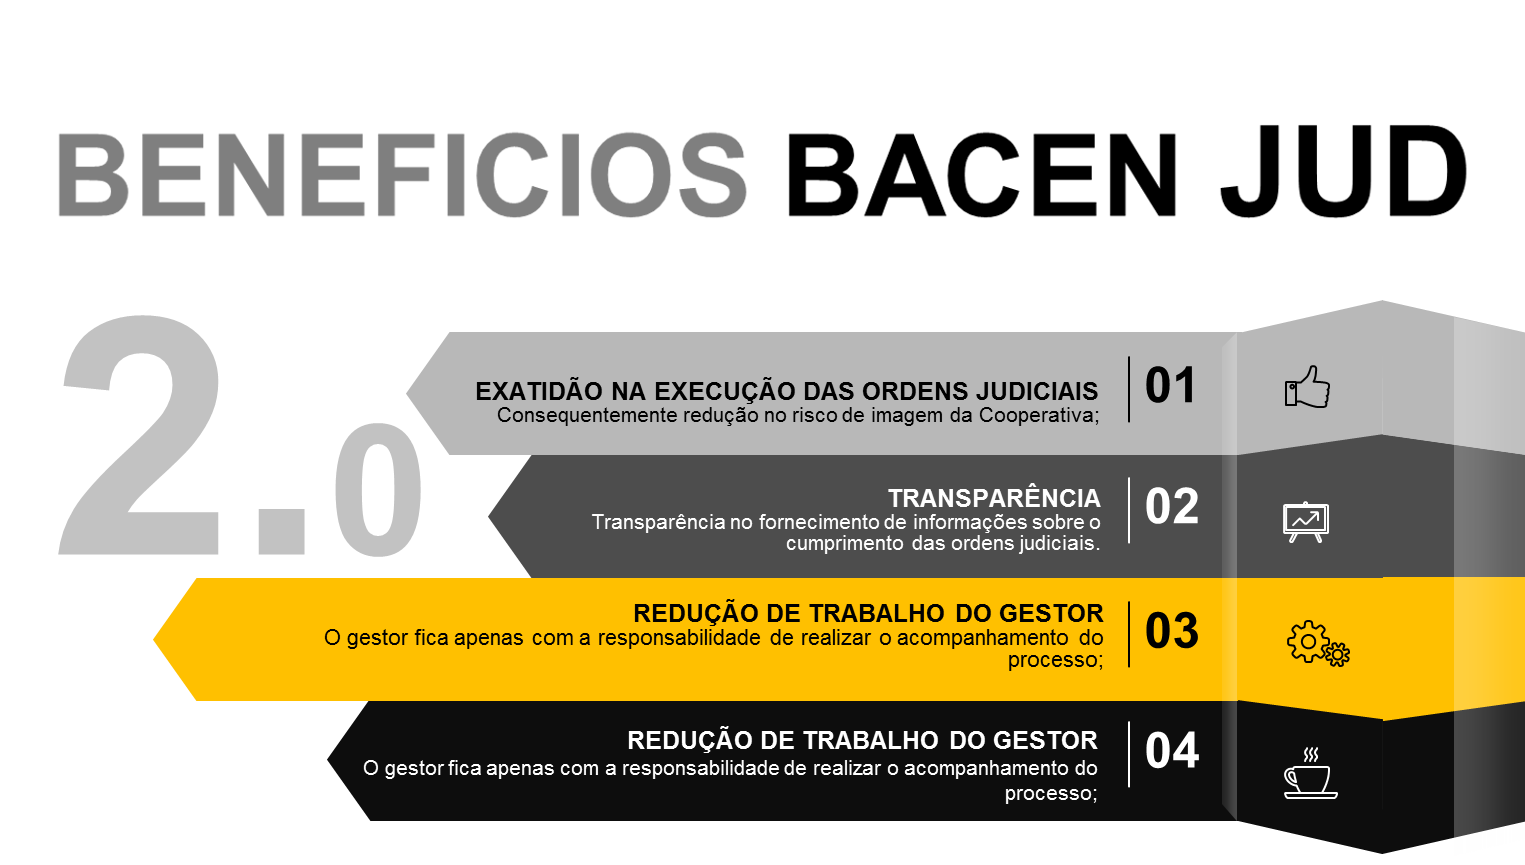 BENEFICIOS BACEN JUD
2.0
EXATIDÃO NA EXECUÇÃO DAS ORDENS JUDICIAIS
Consequentemente redução no risco de imagem da Cooperativa;
01
TRANSPARÊNCIA
Transparência no fornecimento de informações sobre o
cumprimento das ordens judiciais.
02
REDUÇÃO DE TRABALHO DO GESTOR
O gestor fica apenas com a responsabilidade de realizar o acompanhamento do
processo;
03
REDUÇÃO DE TRABALHO DO GESTOR
O gestor fica apenas com a responsabilidade de realizar o acompanhamento do
processo;
04